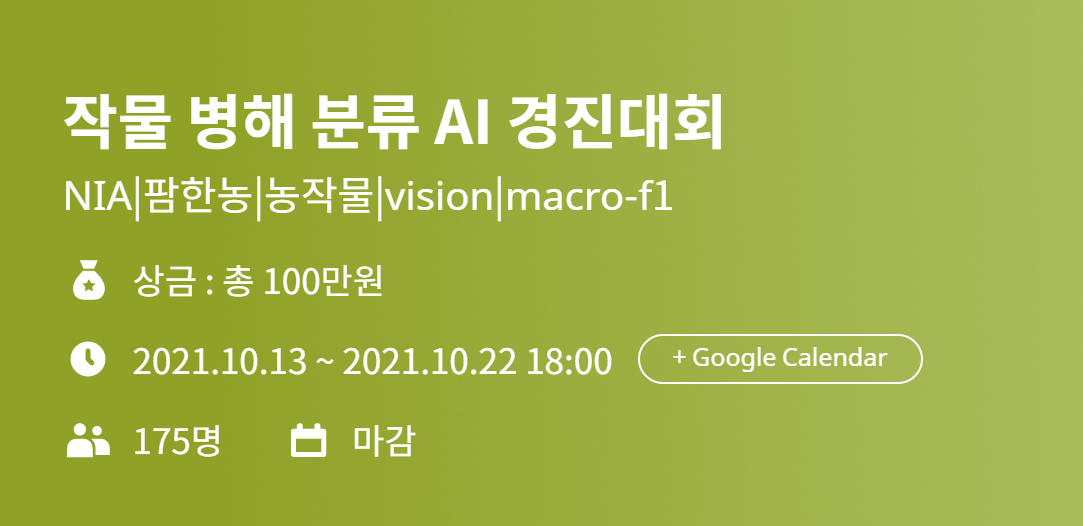 작물 병해 분류 AI 경진대회
NIA|팜한농|농작물|vision|macro-f1
상금 : 총 100만원
2021.10.13 ~ 2021.10.22 18:00 + Google Calendar
175명 마감